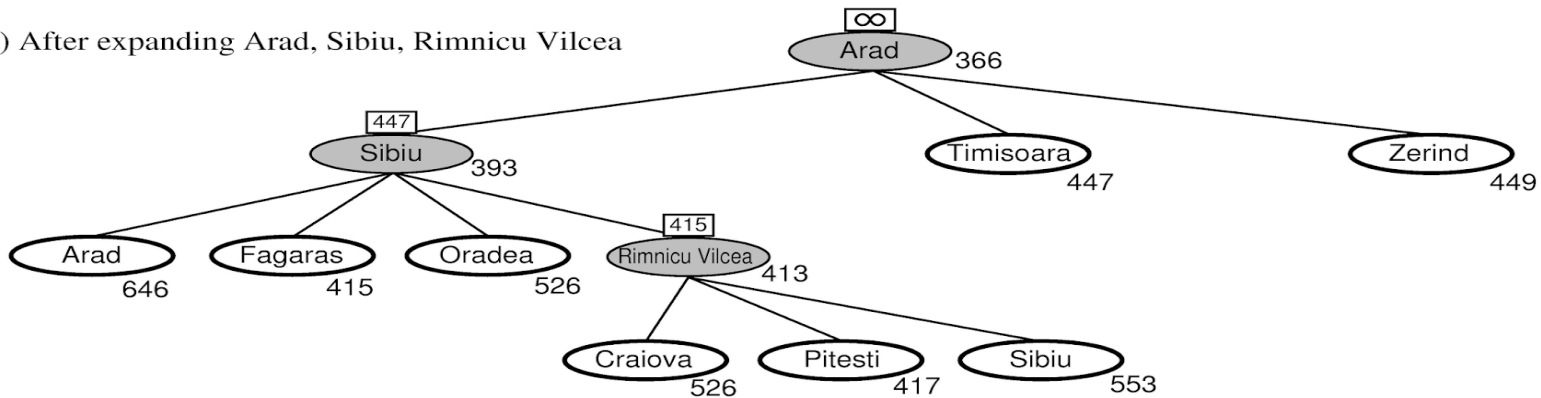 ) After expanding Arad, Sibiu, Rimnicu Vilcea
∞
Arad
366
447
Sibiu
393
Timisoara
447
Zerind
449
Arad
646
Fagaras
415
Oradea
526
415
Rimnicu Vilcea
413
Craiova
526
Pitesti
417
Sibiu
553